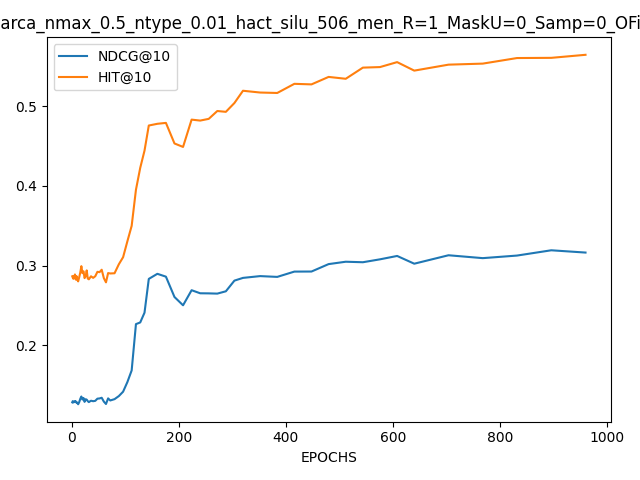 arca_nmax_0.5_ntype_0.01_hact_silu_506_men_R=1_MaskU=0_Samp=0_OFi
NDCG@10
HIT@10
0.5
0.4
0.3
0.2
0 200 400 600 800 1000
EPOCHS